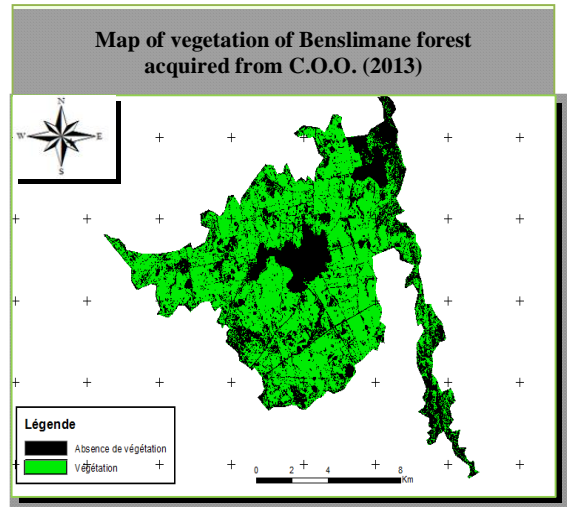 Map of vegetation of Benslimane forest
acquired from C.O.O. (2013)
N
W E
S
Légende
Absence de végétation
Végétation
0 2 4 8
Km